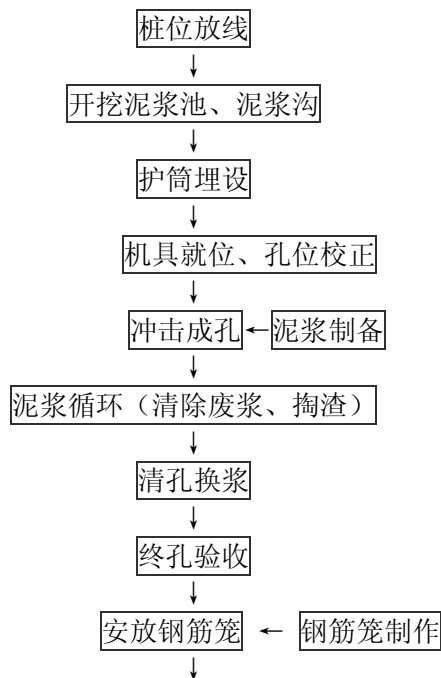 桩位放线
开挖泥浆池、泥浆沟
护筒埋设
机具就位、孔位校正
冲击成孔
泥浆制备
泥浆循环（清除废浆、掏渣）
清孔换浆
终孔验收
安放钢筋笼
钢筋笼制作